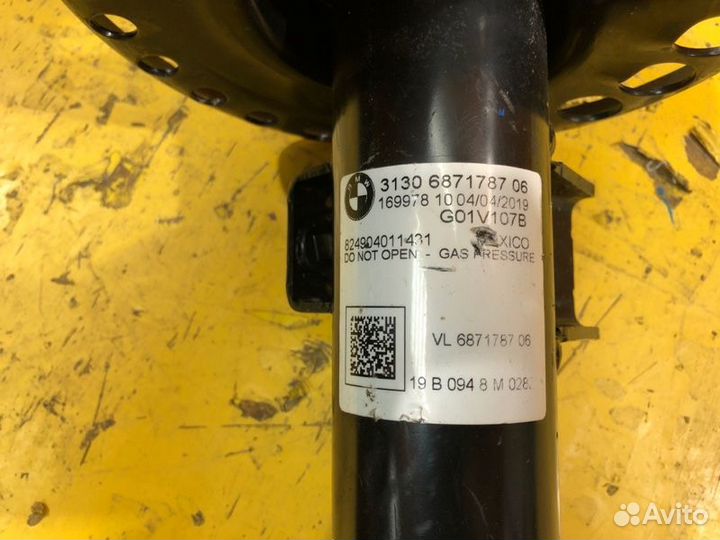 BMW
3130 6871787 06
169978 10 04/04/2019
G01V107B
824904011431 XICO
DO NOT OPEN - GAS PRESSURE -
VL 6871787 06
19 B 094 8 M 028
Avito